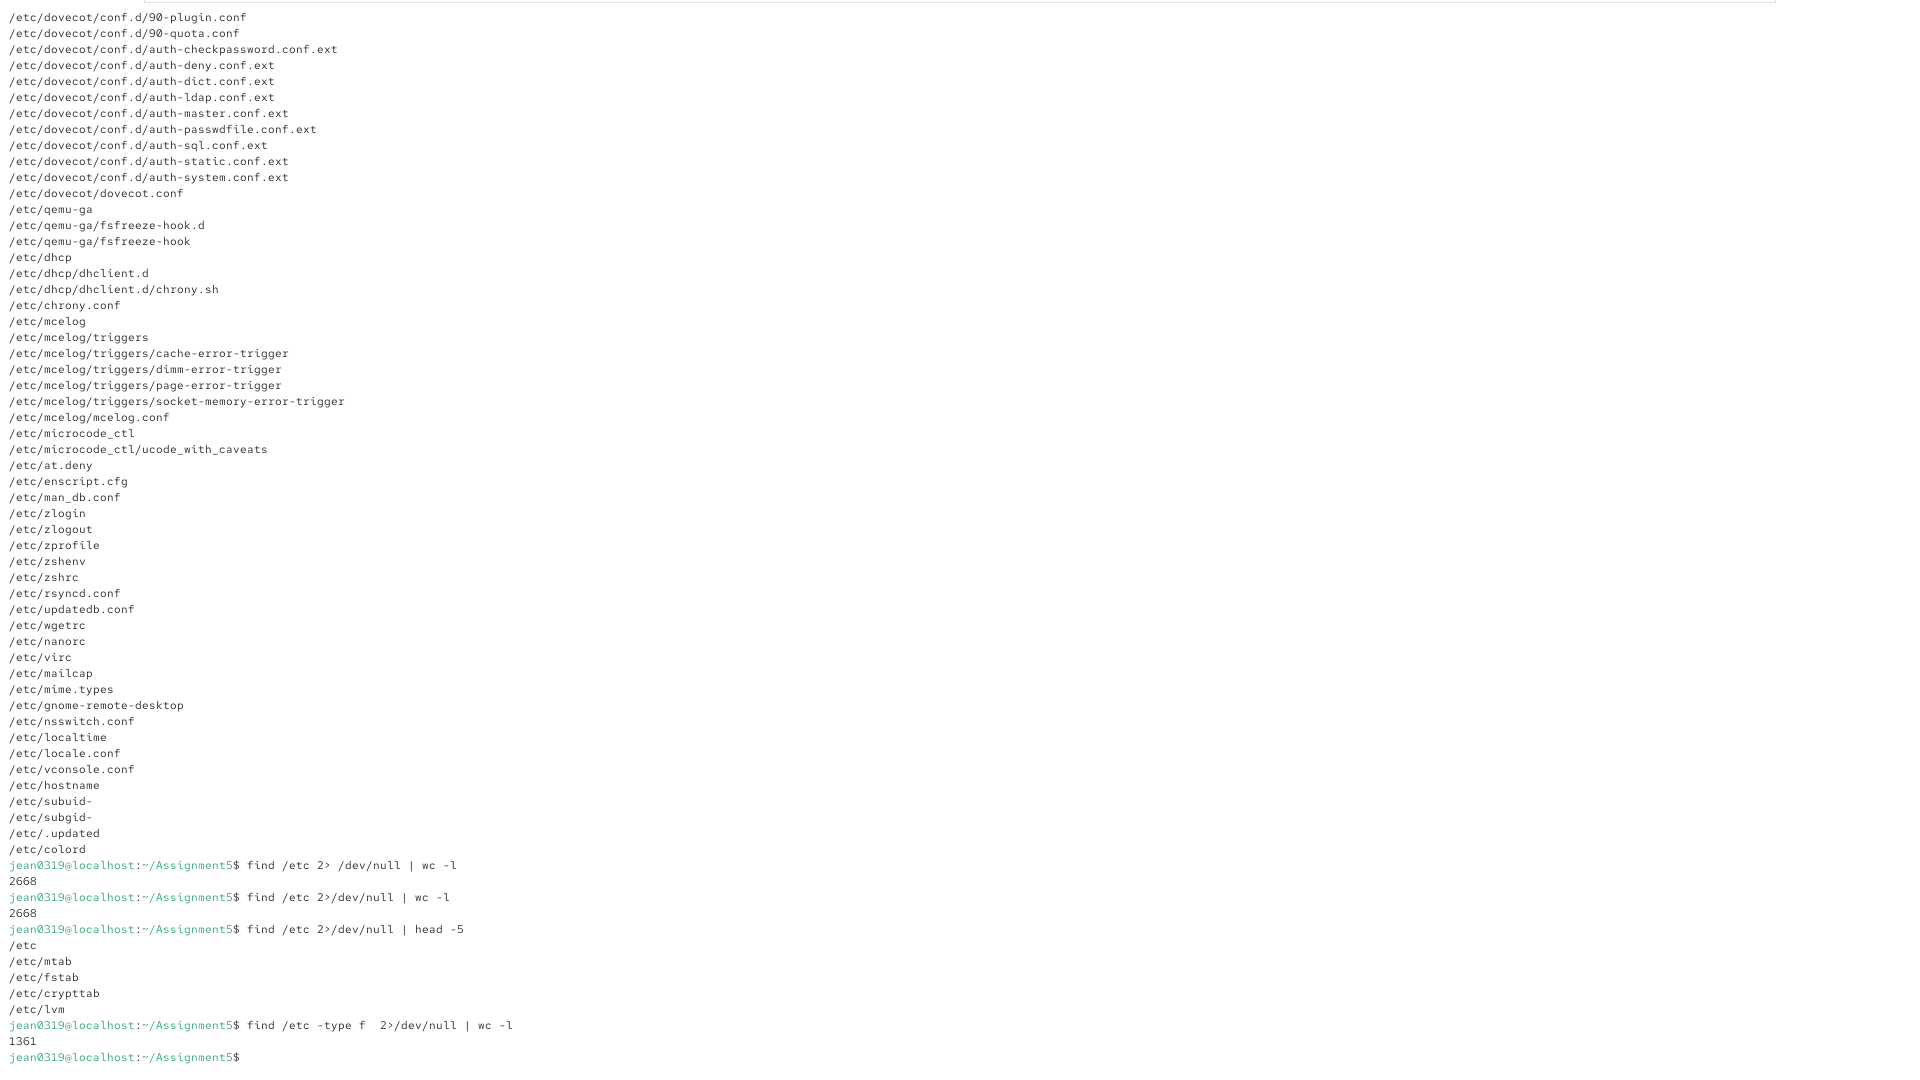 /etc/dovecot/conf.d/90-plugin.conf
/etc/dovecot/conf.d/90-quota.conf
/etc/dovecot/conf.d/auth-checkpassword.conf.ext
/etc/dovecot/conf.d/auth-deny.conf.ext
/etc/dovecot/conf.d/auth-dict.conf.ext
/etc/dovecot/conf.d/auth-ldap.conf.ext
/etc/dovecot/conf.d/auth-master.conf.ext
/etc/dovecot/conf.d/auth-passwdfile.conf.ext
/etc/dovecot/conf.d/auth-sql.conf.ext
/etc/dovecot/conf.d/auth-static.conf.ext
/etc/dovecot/conf.d/auth-system.conf.ext
/etc/dovecot/dovecot.conf
/etc/qemu-ga
/etc/qemu-ga/fsfreeze-hook.d
/etc/qemu-ga/fsfreeze-hook
/etc/dhcp
/etc/dhcp/dhclient.d
/etc/dhcp/dhclient.d/chrony.sh
/etc/chrony.conf
/etc/mcelog
/etc/mcelog/triggers
/etc/mcelog/triggers/cache-error-trigger
/etc/mcelog/triggers/dimm-error-trigger
/etc/mcelog/triggers/page-error-trigger
/etc/mcelog/triggers/socket-memory-error-trigger
/etc/mcelog/mcelog.conf
/etc/microcode_ctl
/etc/microcode_ctl/ucode_with_caveats
/etc/at.deny
/etc/enscript.cfg
/etc/man_db.conf
/etc/zlogin
/etc/zlogout
/etc/zprofile
/etc/zshenv
/etc/zshrc
/etc/rsyncd.conf
/etc/updatedb.conf
/etc/wgetrc
/etc/nanorc
/etc/virc
/etc/mailcap
/etc/mime.types
/etc/gnome-remote-desktop
/etc/nsswitch.conf
/etc/localtime
/etc/locale.conf
/etc/vconsole.conf
/etc/hostname
/etc/subuid-
/etc/subgid-
/etc/.updated
/etc/colord
jean0319@localhost:~/Assignment5$ find /etc 2> /dev/null | wc -l
2668
jean0319@localhost:~/Assignment5$ find /etc 2>/dev/null | wc -l
2668
jean0319@localhost:~/Assignment5$ find /etc 2>/dev/null | head -5
/etc
/etc/mtab
/etc/fstab
/etc/crypttab
/etc/lvm
jean0319@localhost:~/Assignment5$ find /etc -type f  2>/dev/null | wc -l
1361
jean0319@localhost:~/Assignment5$